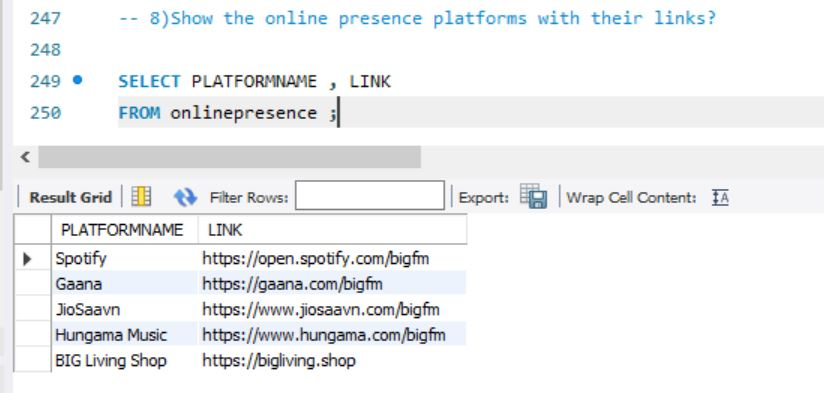 247 -- 8)Show the online presence platforms with their links?
248
249 SELECT PLATFORMNAME , LINK
250 FROM onlinepresence ;
Result Grid Filter Rows: Export: Wrap Cell Content: IA
PLATFORMNAME LINK
Spotify https://open.spotify.com/bigfm
Gaana https://gaana.com/bigfm
JioSaavn https://www.jiosaavn.com/bigfm
Hungama Music https://www.hungama.com/bigfm
BIG Living Shop https://bigliving.shop